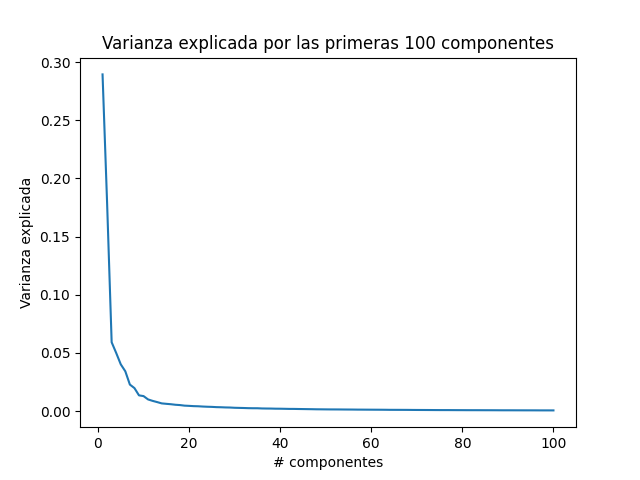 Varianza explicada por las primeras 100 componentes
0.30
0.25
0.20
0.15
0.10
0.05
0.00
Varianza explicada
0 20 40 60 80 100
# componentes